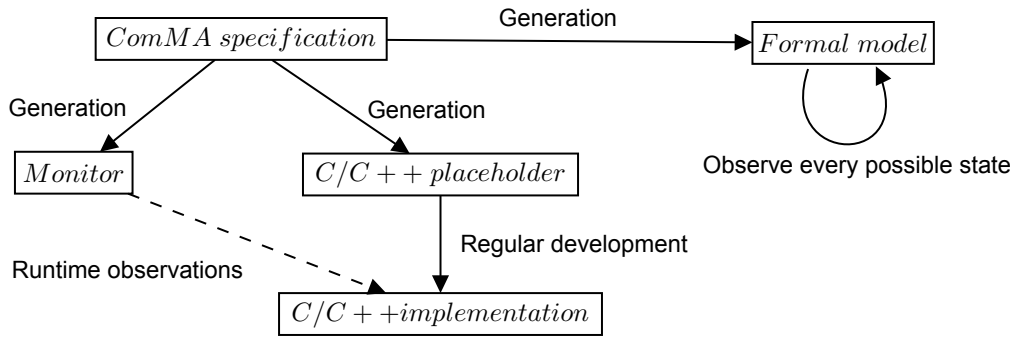 Generation
ComMA specification
Formal model
Generation
Generation
Monitor
C/C + + placeholder
Observe every possible state
Regular development
Runtime observations
C/C + +implementation